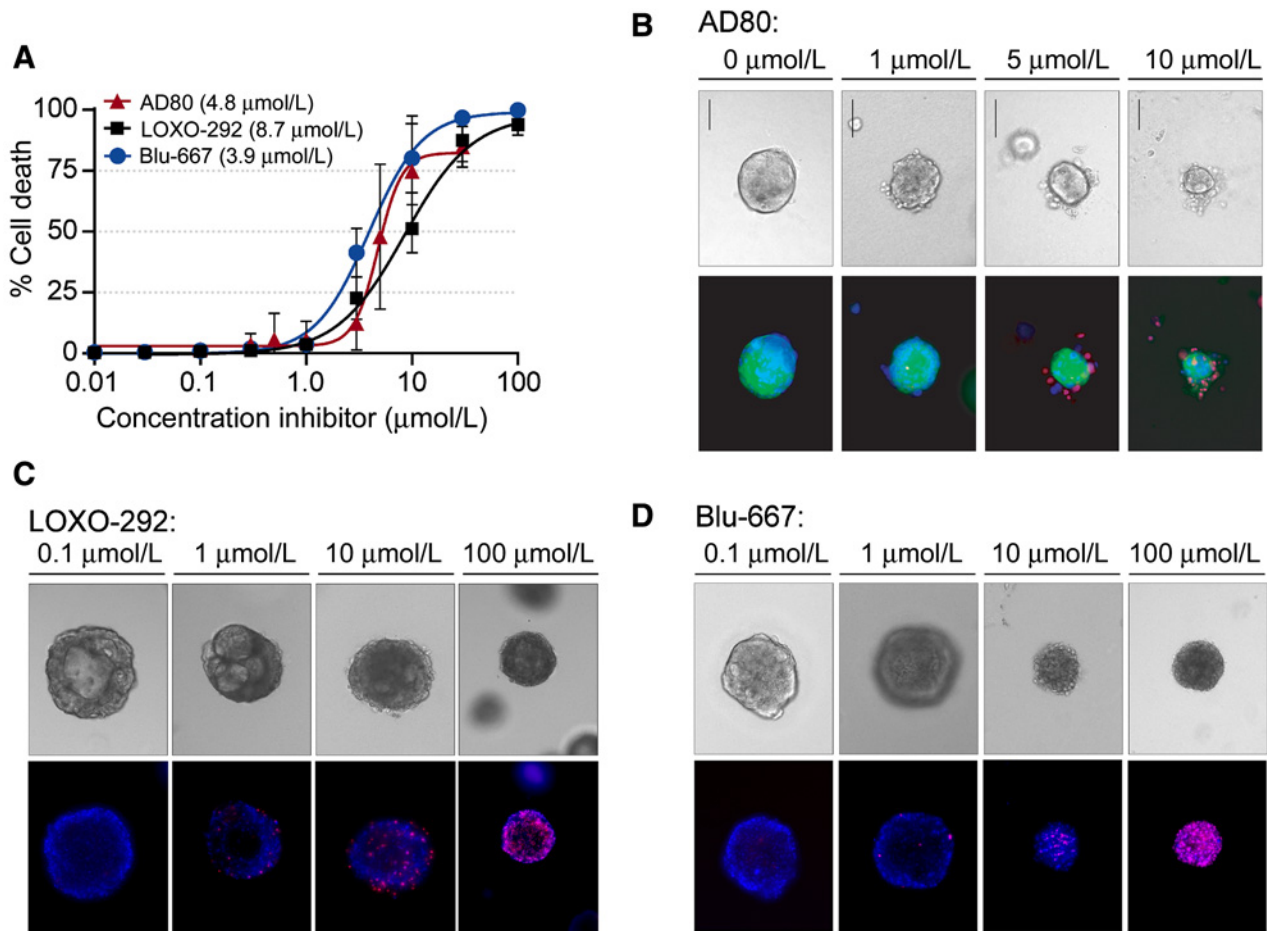 A
AD80 (4.8 μmol/L)
LOXO-292 (8.7 μmol/L)
Blu-667 (3.9 μmol/L)
% Cell death
100
75
50
25
0
0.01 0.1 1.0 10 100
Concentration inhibitor (μmol/L)
B
AD80:
0 μmol/L 1 μmol/L 5 μmol/L 10 μmol/L
C
LOXO-292:
0.1 μmol/L 1 μmol/L 10 μmol/L 100 μmol/L
D
Blu-667:
0.1 μmol/L 1 μmol/L 10 μmol/L 100 μmol/L